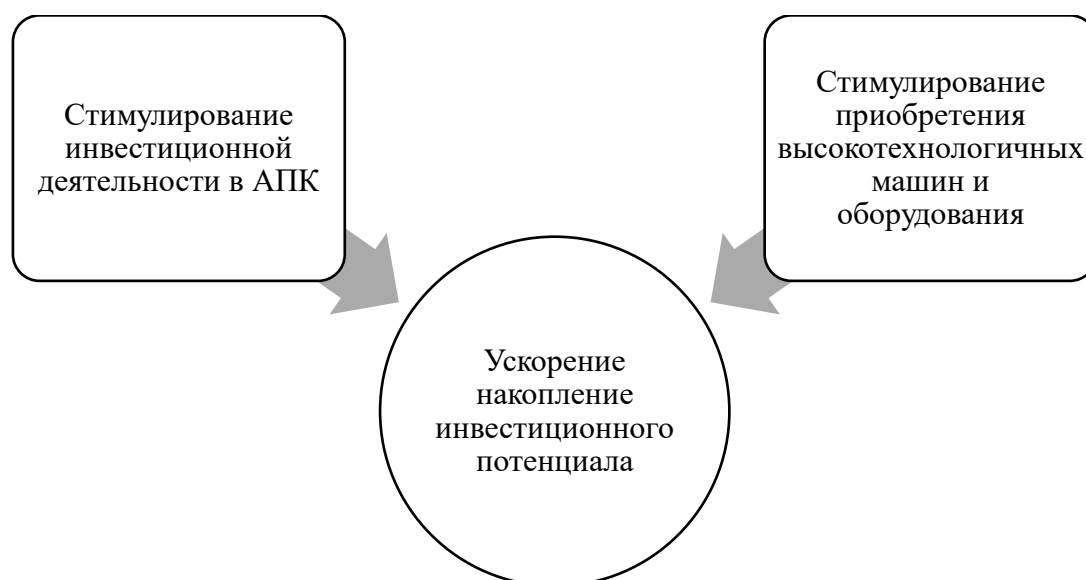 Стимулирование
инвестиционной
деятельности в АПК
Стимулирование
приобретения
высокотехнологичных
машин и
оборудования
Ускорение
накопление
инвестиционного
потенциала